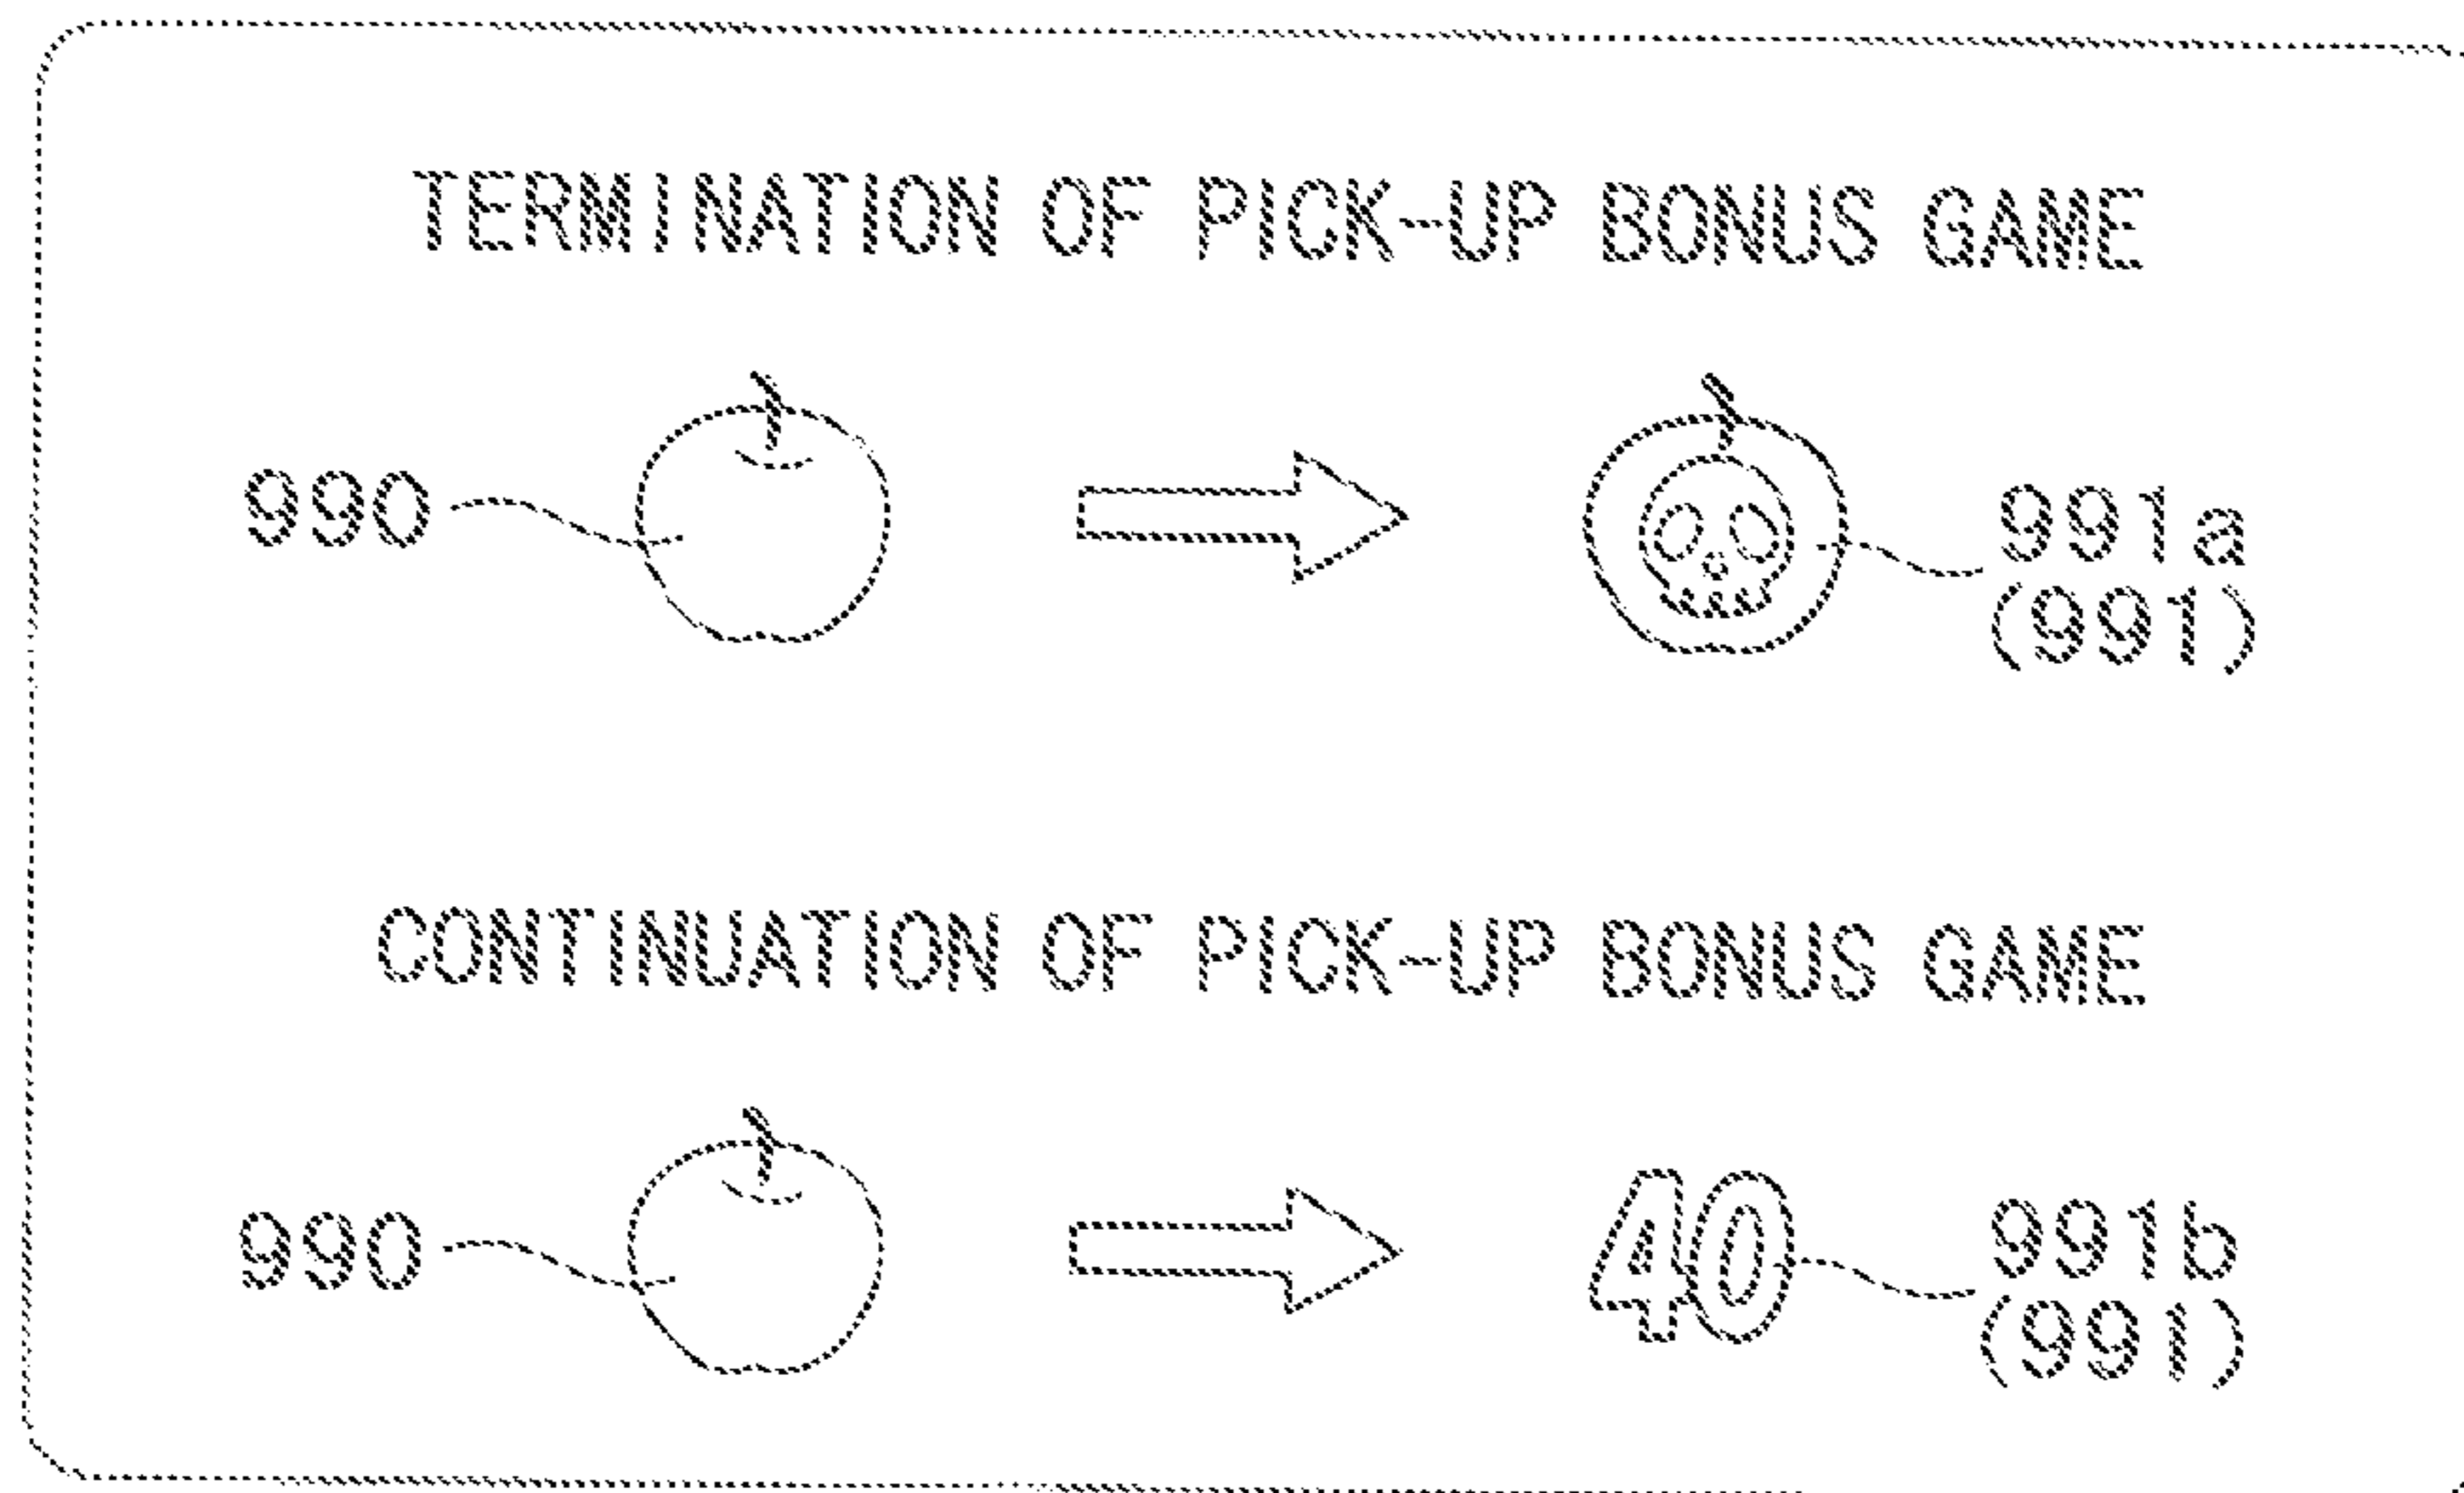 TERMINATION OF PICK-UP BONUS GAME
990
991a
(991)
CONTINUATION OF PICK-UP BONUS GAME
990
40
991b
(991)